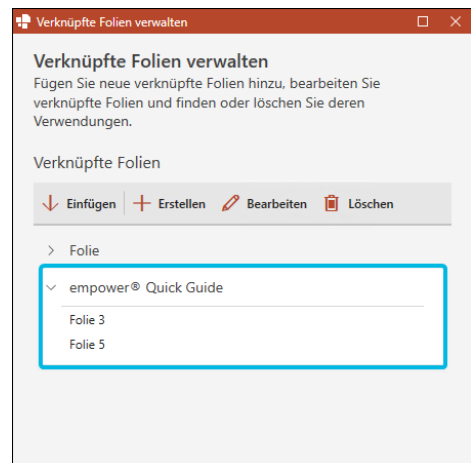 Verknüpfte Folien verwalten
Verknüpfte Folien verwalten
Fügen Sie neue verknüpfte Folien hinzu, bearbeiten Sie
verknüpfte Folien und finden oder löschen Sie deren
Verwendungen.
Verknüpfte Folien
Einfügen Erstellen Bearbeiten Löschen
Folie
empower® Quick Guide
Folie 3
Folie 5